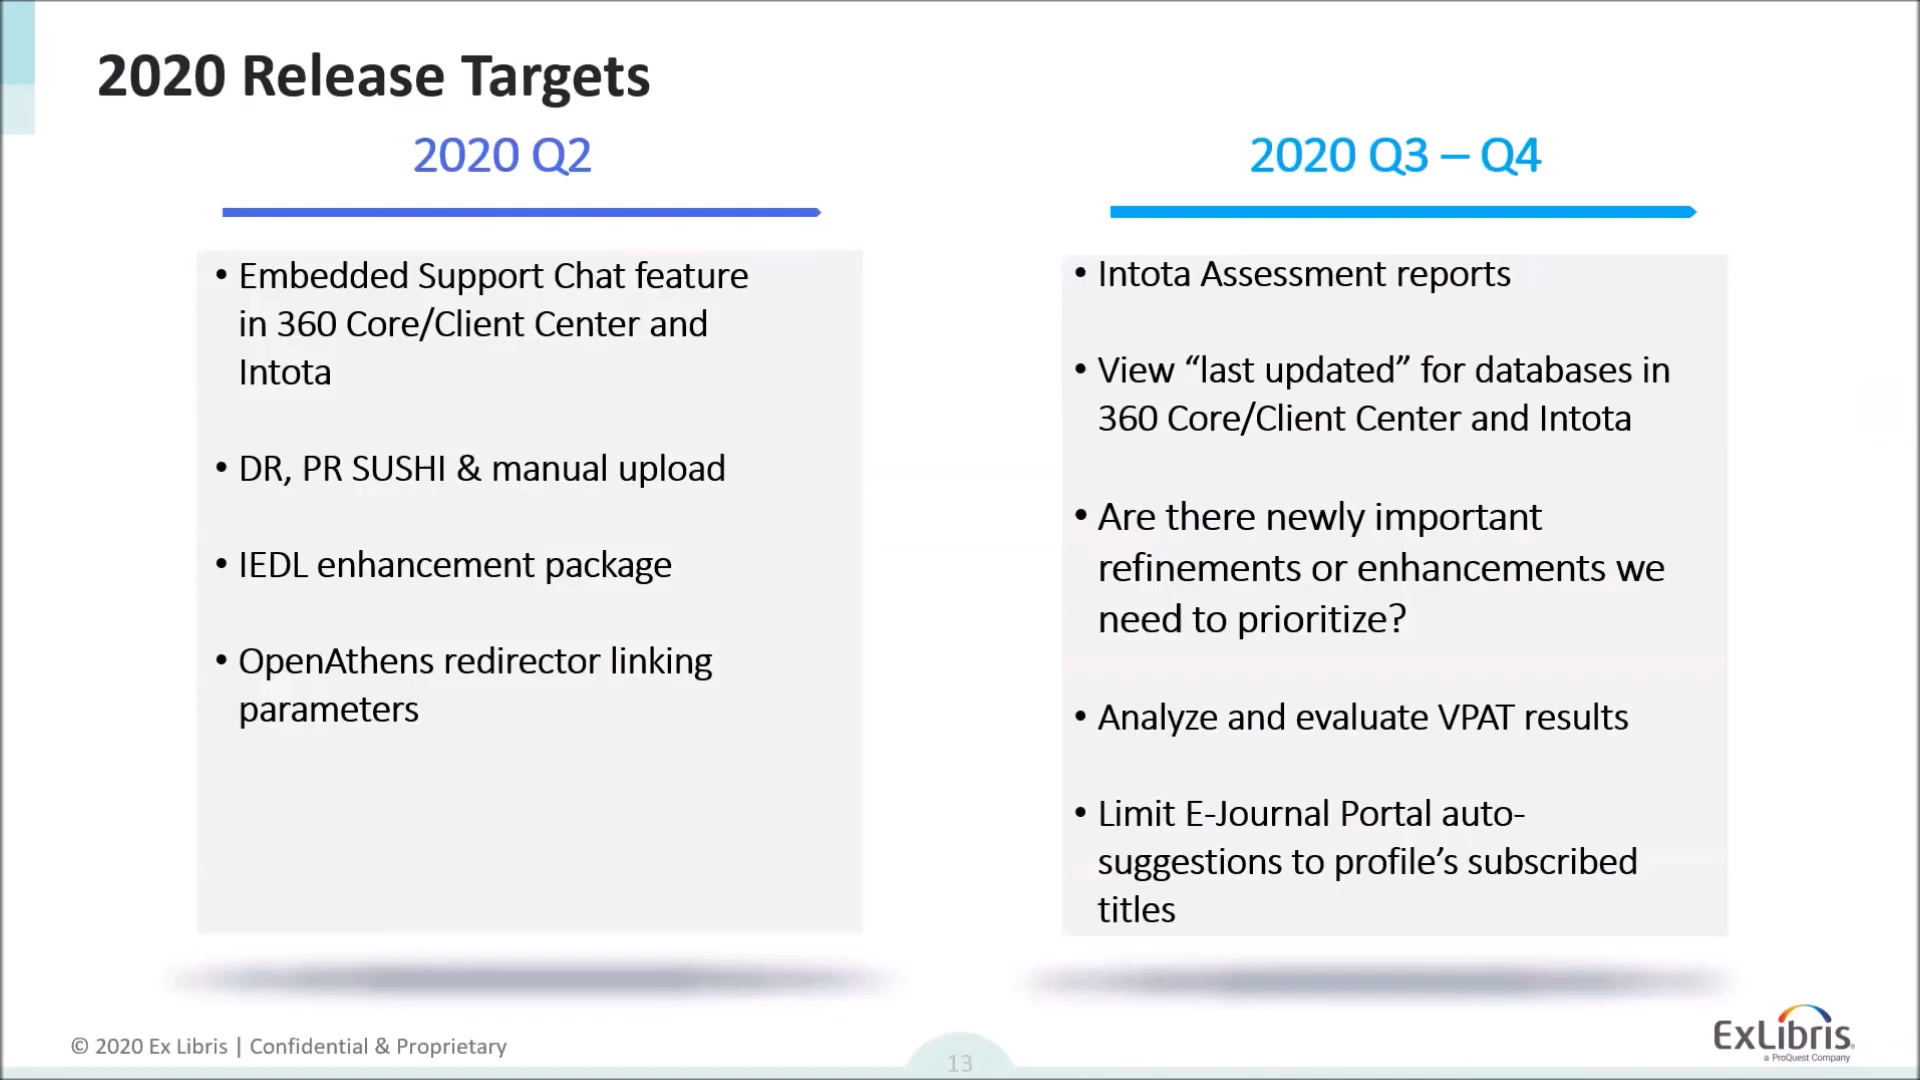 2020 Release Targets
2020 Q2
• Embedded Support Chat feature
in 360 Core/Client Center and
Intota
• DR, PR SUSHI & manual upload
• IEDL enhancement package
• OpenAthens redirector linking
parameters
2020 Q3 – Q4
• Intota Assessment reports
• View “last updated” for databases in
360 Core/Client Center and Intota
• Are there newly important
refinements or enhancements we
need to prioritize?
• Analyze and evaluate VPAT results
• Limit E-Journal Portal auto-
suggestions to profile’s subscribed
titles
© 2020 Ex Libris | Confidential & Proprietary
13
ExLibris
a ProQuest Company